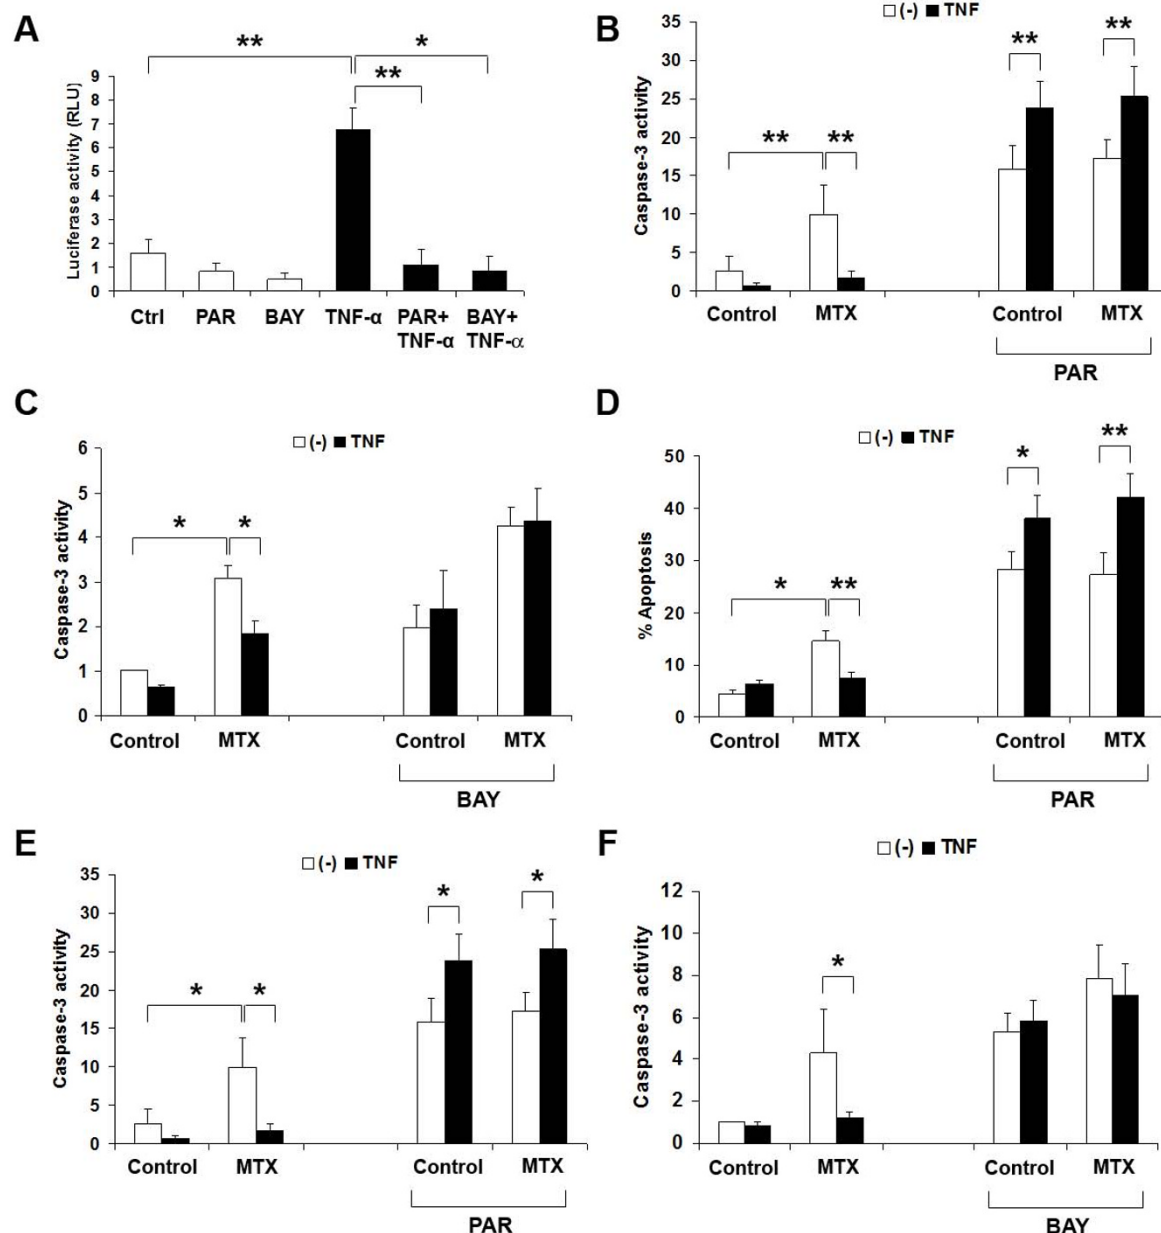 A
** *
**
Luciferase activity (RLU)
9
8
7
6
5
4
3
2
1
0
Ctrl PAR BAY TNF-α PAR+ BAY+
TNF-α TNF-α
B
(-) TNF
Caspase-3 activity
35
30
25
20
15
10
5
0
** ** ** **
Control MTX Control MTX
PAR
C
(-) TNF
Caspase-3 activity
6
5
4
3
2
1
0
* *
Control MTX Control MTX
BAY
D
(-) TNF
% Apoptosis
50
40
30
20
10
0
* ** * **
Control MTX Control MTX
PAR
E
(-) TNF
Caspase-3 activity
35
30
25
20
15
10
5
0
* * * *
Control MTX Control MTX
PAR
F
(-) TNF
Caspase-3 activity
12
10
8
6
4
2
0
*
Control MTX Control MTX
BAY